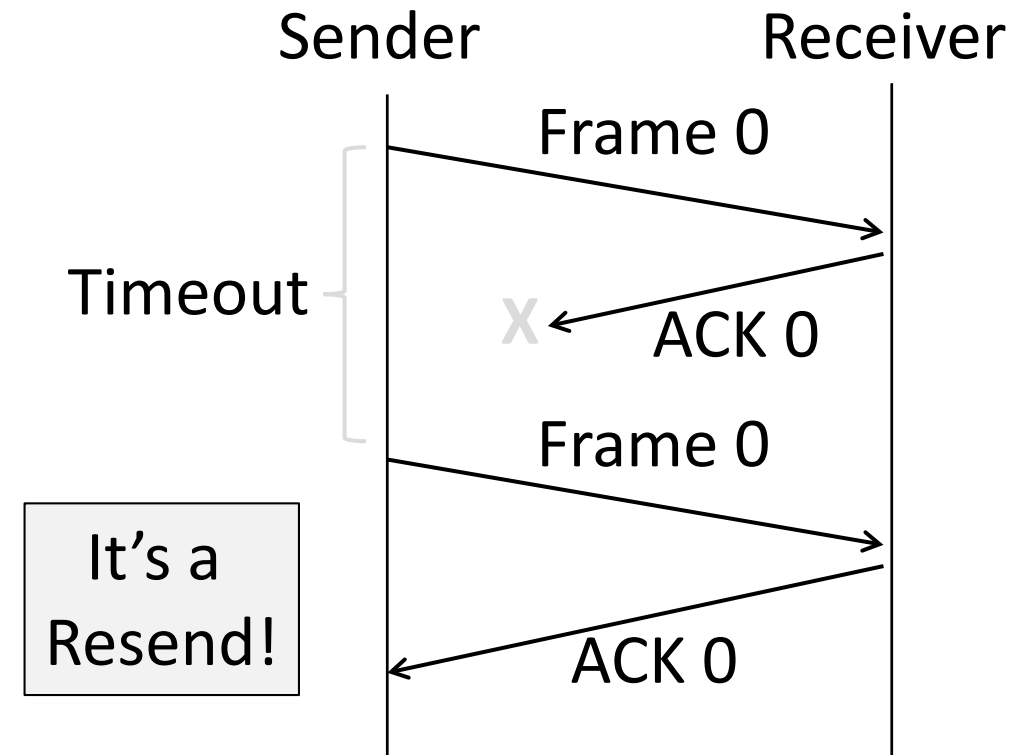 Sender
Receiver
Frame 0
Timeout
X
ACK 0
Frame 0
It’s a
Resend!
ACK 0